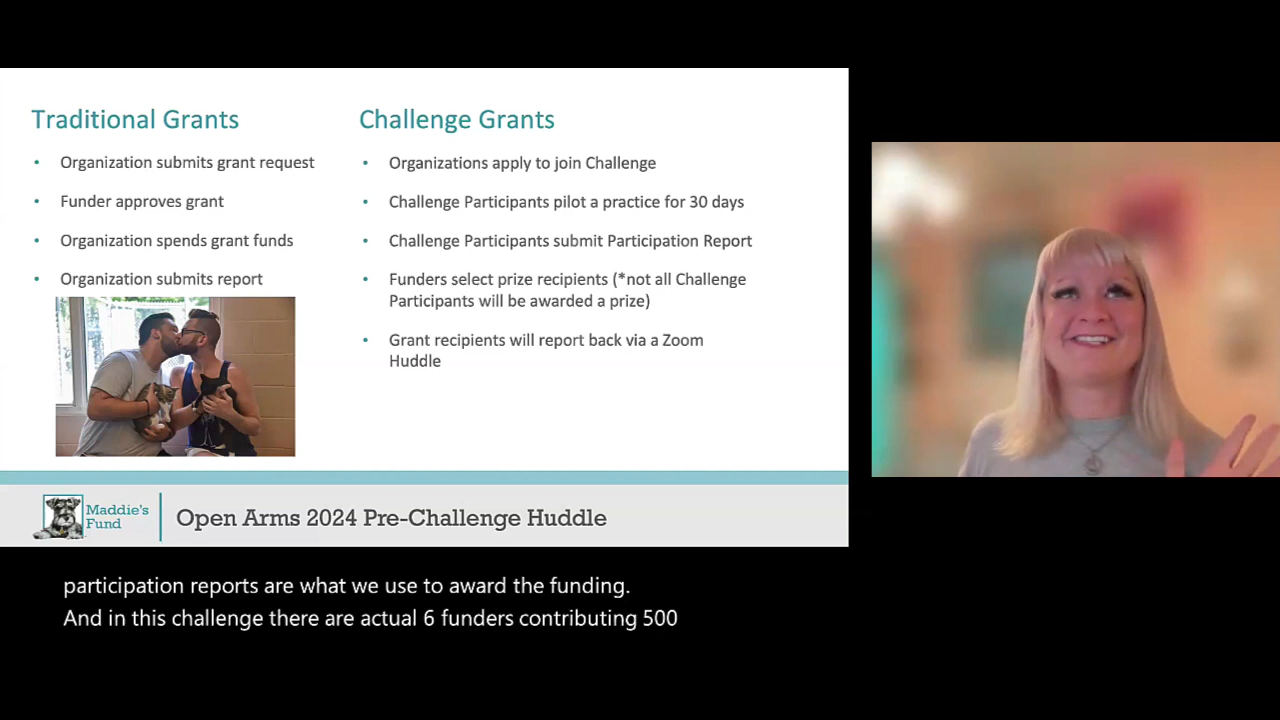 Traditional Grants
• Organization submits grant request
• Funder approves grant
• Organization spends grant funds
• Organization submits report
Challenge Grants
• Organizations apply to join Challenge
• Challenge Participants pilot a practice for 30 days
• Challenge Participants submit Participation Report
• Funders select prize recipients (*not all Challenge
Participants will be awarded a prize)
• Grant recipients will report back via a Zoom
Huddle
Maddie's
Fund
Open Arms 2024 Pre-Challenge Huddle
participation reports are what we use to award the funding.
And in this challenge there are actual 6 funders contributing 500